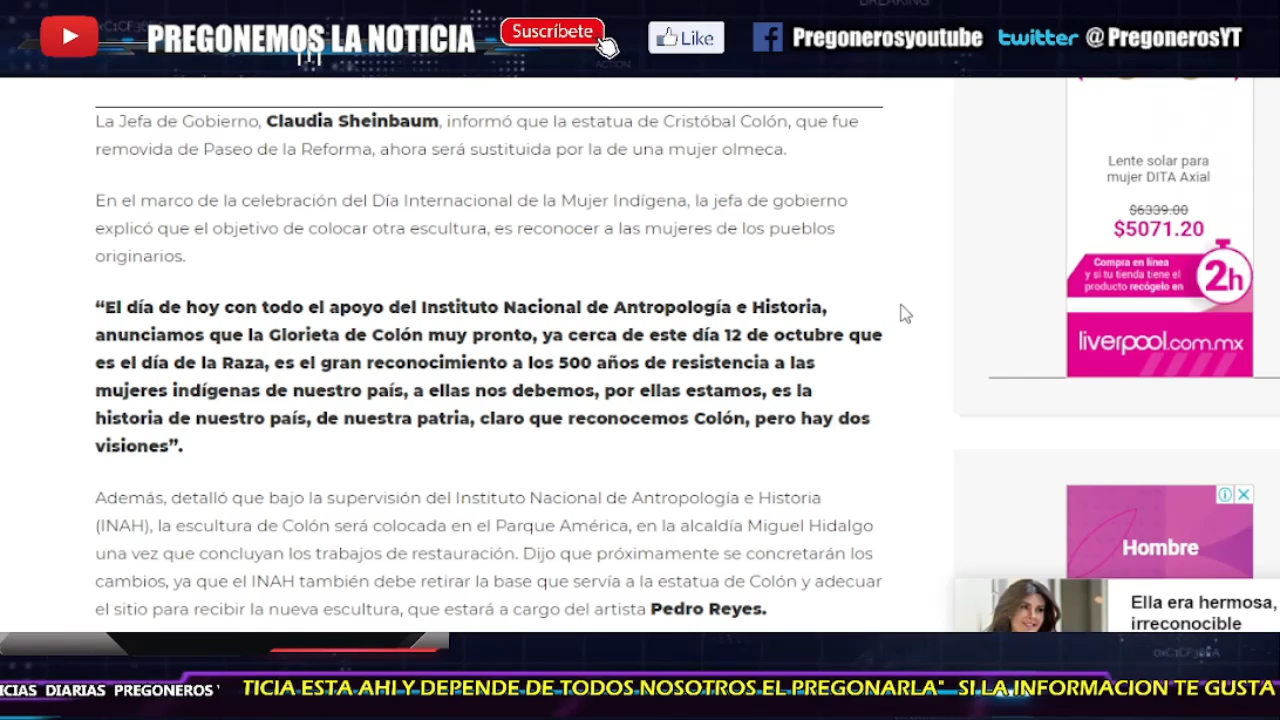 BREAKING
PREGONEMOS LA NOTICIA
Suscríbete
Like
Pregonerosyoutube
twitter @PregonerosYT
ACTION
La Jefa de Gobierno, Claudia Sheinbaum, informó que la estatua de Cristóbal Colón, que fue
removida de Paseo de la Reforma, ahora será sustituida por la de una mujer olmeca.
En el marco de la celebración del Día Internacional de la Mujer Indígena, la jefa de gobierno
explicó que el objetivo de colocar otra escultura, es reconocer a las mujeres de los pueblos
originarios.
“El día de hoy con todo el apoyo del Instituto Nacional de Antropología e Historia,
anunciamos que la Glorieta de Colón muy pronto, ya cerca de este día 12 de octubre que
es el día de la Raza, es el gran reconocimiento a los 500 años de resistencia a las
mujeres indígenas de nuestro país, a ellas nos debemos, por ellas estamos, es la
historia de nuestro país, de nuestra patria, claro que reconocemos Colón, pero hay dos
visiones”.
Además, detalló que bajo la supervisión del Instituto Nacional de Antropología e Historia
(INAH), la escultura de Colón será colocada en el Parque América, en la alcaldía Miguel Hidalgo
una vez que concluyan los trabajos de restauración. Dijo que próximamente se concretarán los
cambios, ya que el INAH también debe retirar la base que servía a la estatua de Colón y adecuar
el sitio para recibir la nueva escultura, que estará a cargo del artista Pedro Reyes.
Lente solar para
mujer DITA Axial
$6339.00
$5071.20
Compra en línea
y si tu tienda tiene el
producto recógelo en
2h
liverpool.com.mx
Hombre
Ella era hermosa,
irreconocible
ICIAS DIARIAS PREGONEROS
TICIA ESTA AHI Y DEPENDE DE TODOS NOSOTROS EL PREGONARLA" SI LA INFORMACION TE GUSTA